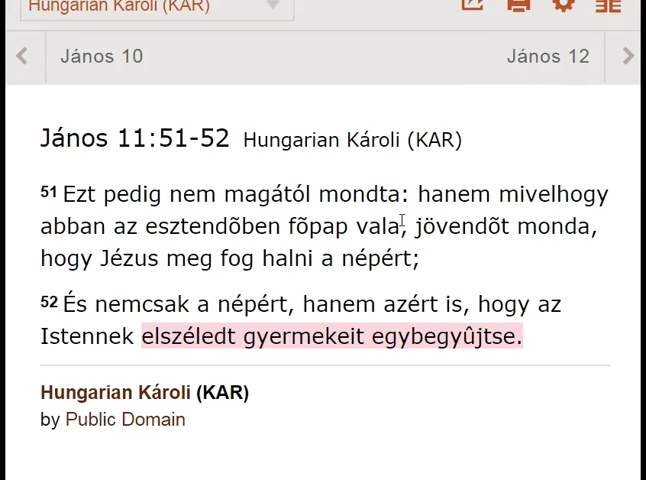 Hungarian Károli (KAR)
János 10
János 12
János 11:51-52 Hungarian Károli (KAR)
51 Ezt pedig nem magától mondta: hanem mivelhogy
abban az esztendõben fõpap vala, jövendõt monda,
hogy Jézus meg fog halni a népért;
52 És nemcsak a népért, hanem azért is, hogy az
Istennek elszéledt gyermekeit egybegyûjtse.
Hungarian Károli (KAR)
by Public Domain